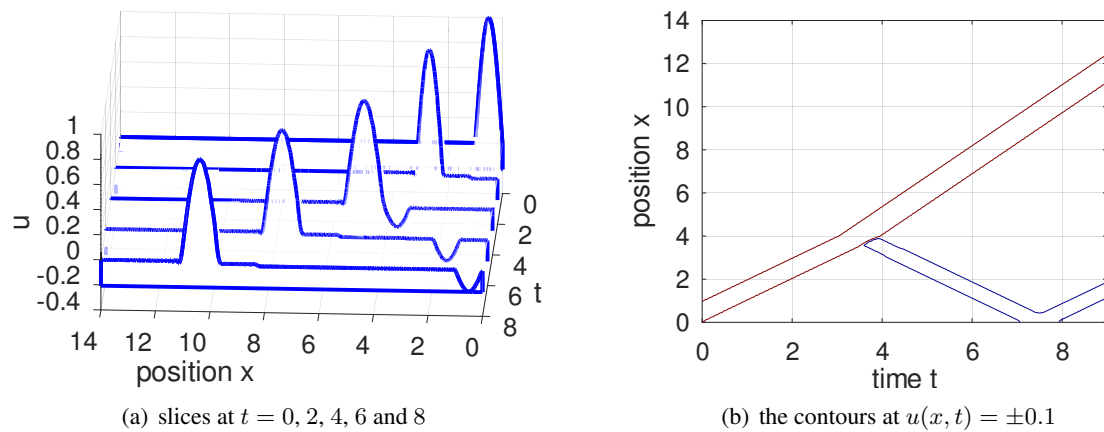 1
0.8
0.6
0.4
0.2
0
-0.2
-0.4
u
14 12 10 8 6 4 2 0
position x
0
2
4
6
8
t
(a) slices at t = 0, 2, 4, 6 and 8
14
12
10
8
6
4
2
0
position x
0 2 4 6 8
time t
(b) the contours at u(x, t) = ±0.1